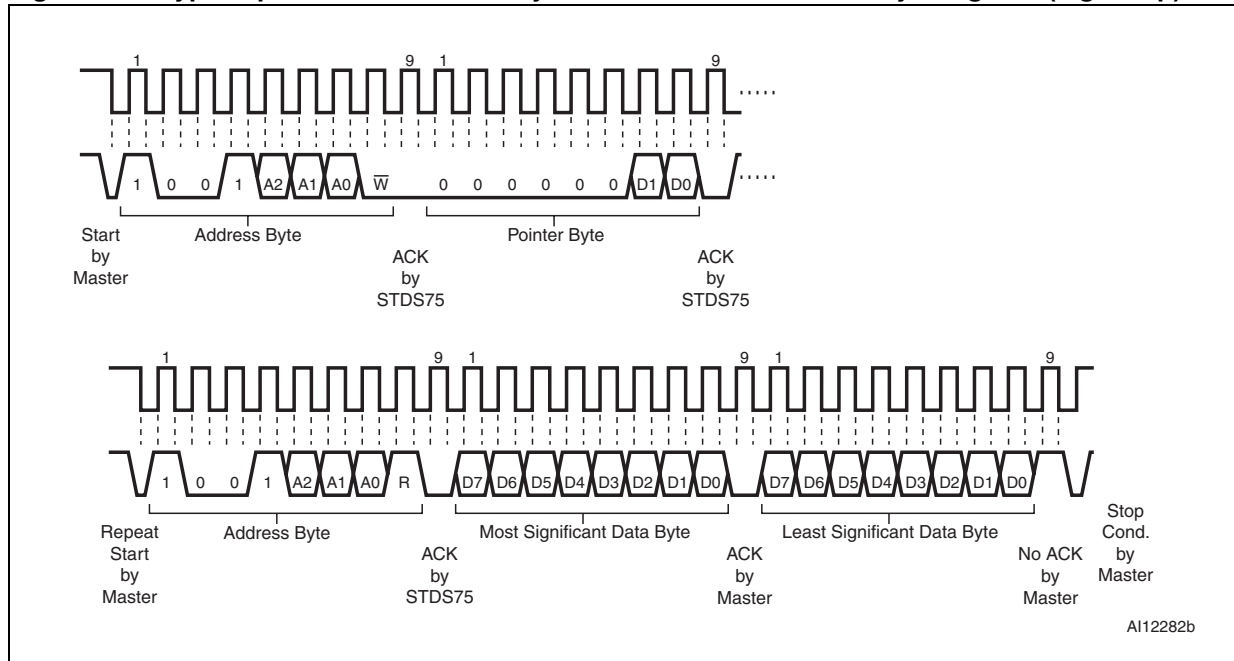 1 9 1 9
1 0 0 1 A2 A1 A0 W 0 0 0 0 0 0 D1 D0
Start
by
Master
Address Byte
Pointer Byte
ACK
by
STDS75
ACK
by
STDS75
1 9 1 9 1 9
1 0 0 1 A2 A1 A0 R D7 D6 D5 D4 D3 D2 D1 D0 D7 D6 D5 D4 D3 D2 D1 D0
Repeat
Start
by
Master
Address Byte
ACK
by
STDS75
Most Significant Data Byte
ACK
by
Master
Least Significant Data Byte
No ACK
by
Master
Stop
Cond.
by
Master
AI12282b